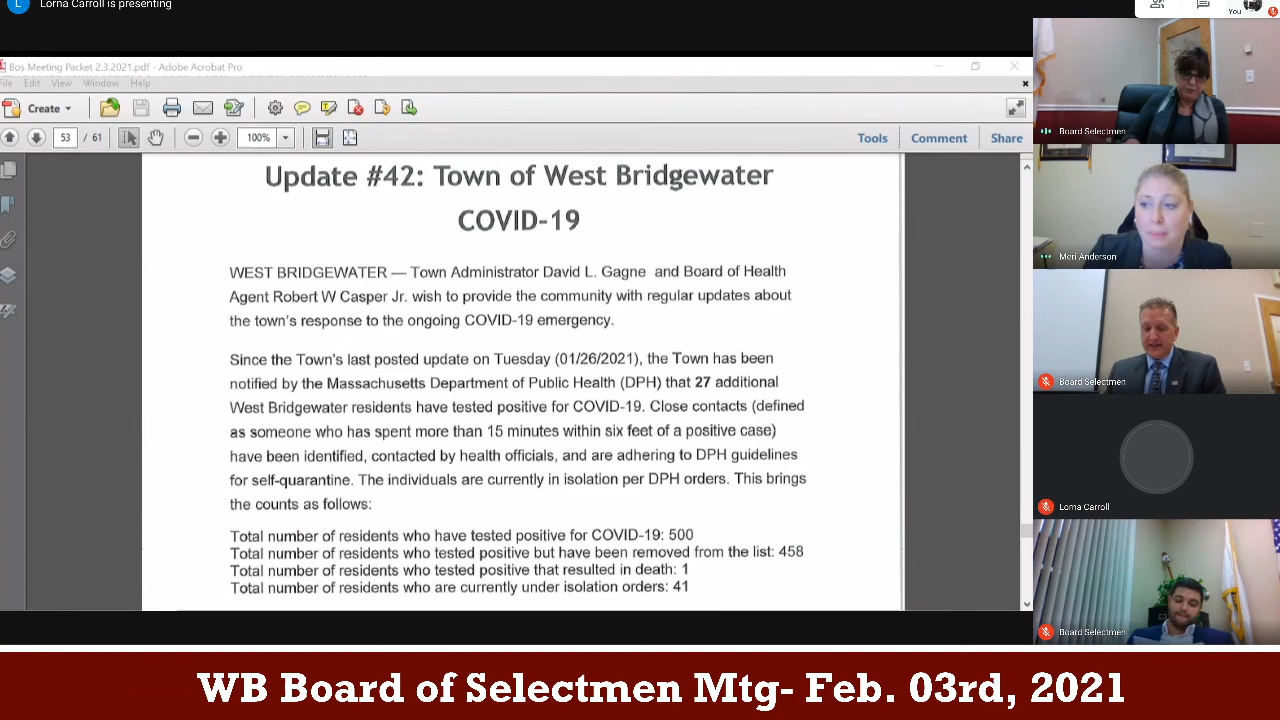 L Lorna Carroll is presenting
You
Bos Meeting Packet 2.3.2021.pdf - Adobe Acrobat Pro
File Edit View Window Help
Create
53 / 61 100% Tools Comment Share
Update #42: Town of West Bridgewater
COVID-19
WEST BRIDGEWATER — Town Administrator David L. Gagne and Board of Health
Agent Robert W Casper Jr. wish to provide the community with regular updates about
the town's response to the ongoing COVID-19 emergency.
Since the Town's last posted update on Tuesday (01/26/2021), the Town has been
notified by the Massachusetts Department of Public Health (DPH) that 27 additional
West Bridgewater residents have tested positive for COVID-19. Close contacts (defined
as someone who has spent more than 15 minutes within six feet of a positive case)
have been identified, contacted by health officials, and are adhering to DPH guidelines
for self-quarantine. The individuals are currently in isolation per DPH orders. This brings
the counts as follows:
Total number of residents who have tested positive for COVID-19: 500
Total number of residents who tested positive but have been removed from the list: 458
Total number of residents who tested positive that resulted in death: 1
Total number of residents who are currently under isolation orders: 41
Board Selectmen
Meri Anderson
Board Selectmen
Lorna Carroll
Board Selectmen
WB Board of Selectmen Mtg- Feb. 03rd, 2021